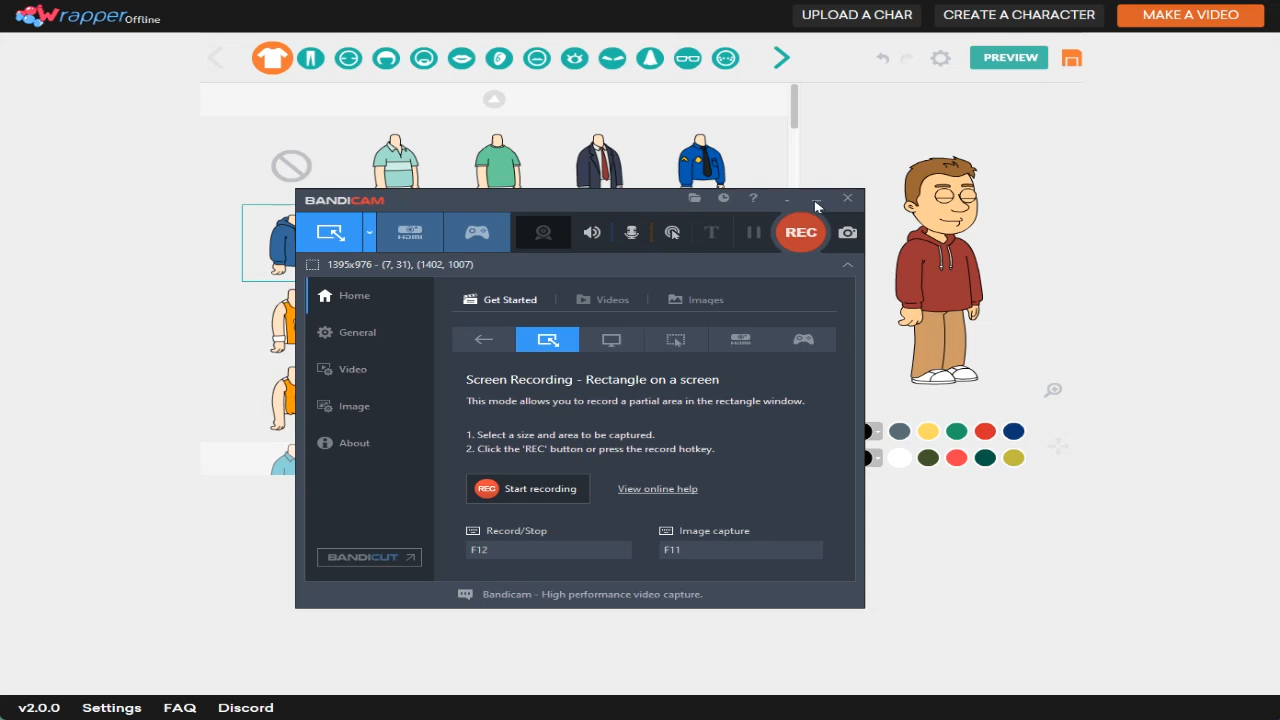 Wrapper Offline
UPLOAD A CHAR
CREATE A CHARACTER
MAKE A VIDEO
PREVIEW
BANDICAM
?
HDMI
T
REC
1395x976 - (7, 31), (1402, 1007)
Home
General
Video
Image
About
BANDICUT
Get Started
Videos
Images
HDMI
Screen Recording - Rectangle on a screen
This mode allows you to record a partial area in the rectangle window.
1. Select a size and area to be captured.
2. Click the 'REC' button or press the record hotkey.
REC Start recording
View online help
Record/Stop
Image capture
F12
F11
Bandicam - High performance video capture.
v2.0.0
Settings
FAQ
Discord